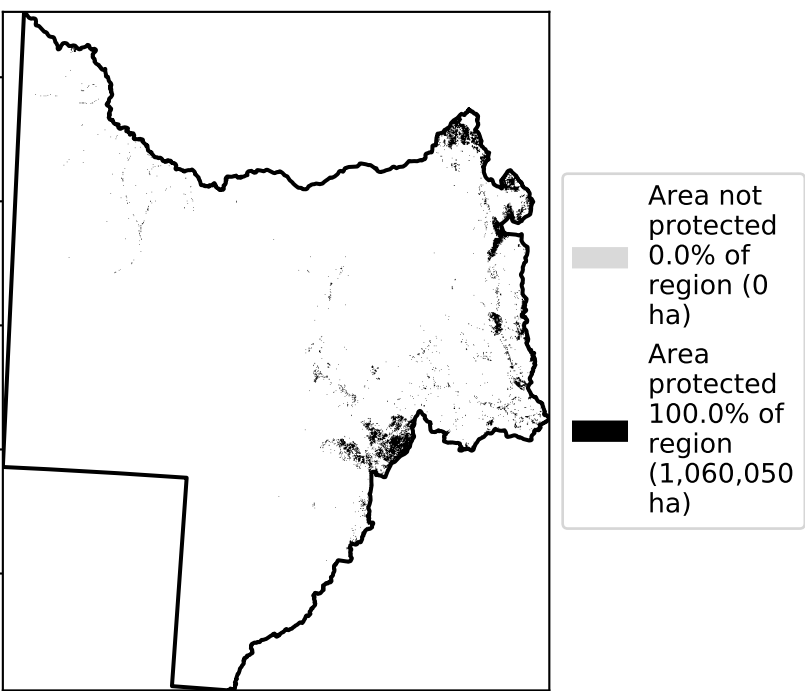 Area not
protected
0.0% of
region (0
ha)
Area
protected
100.0% of
region
(1,060,050
ha)